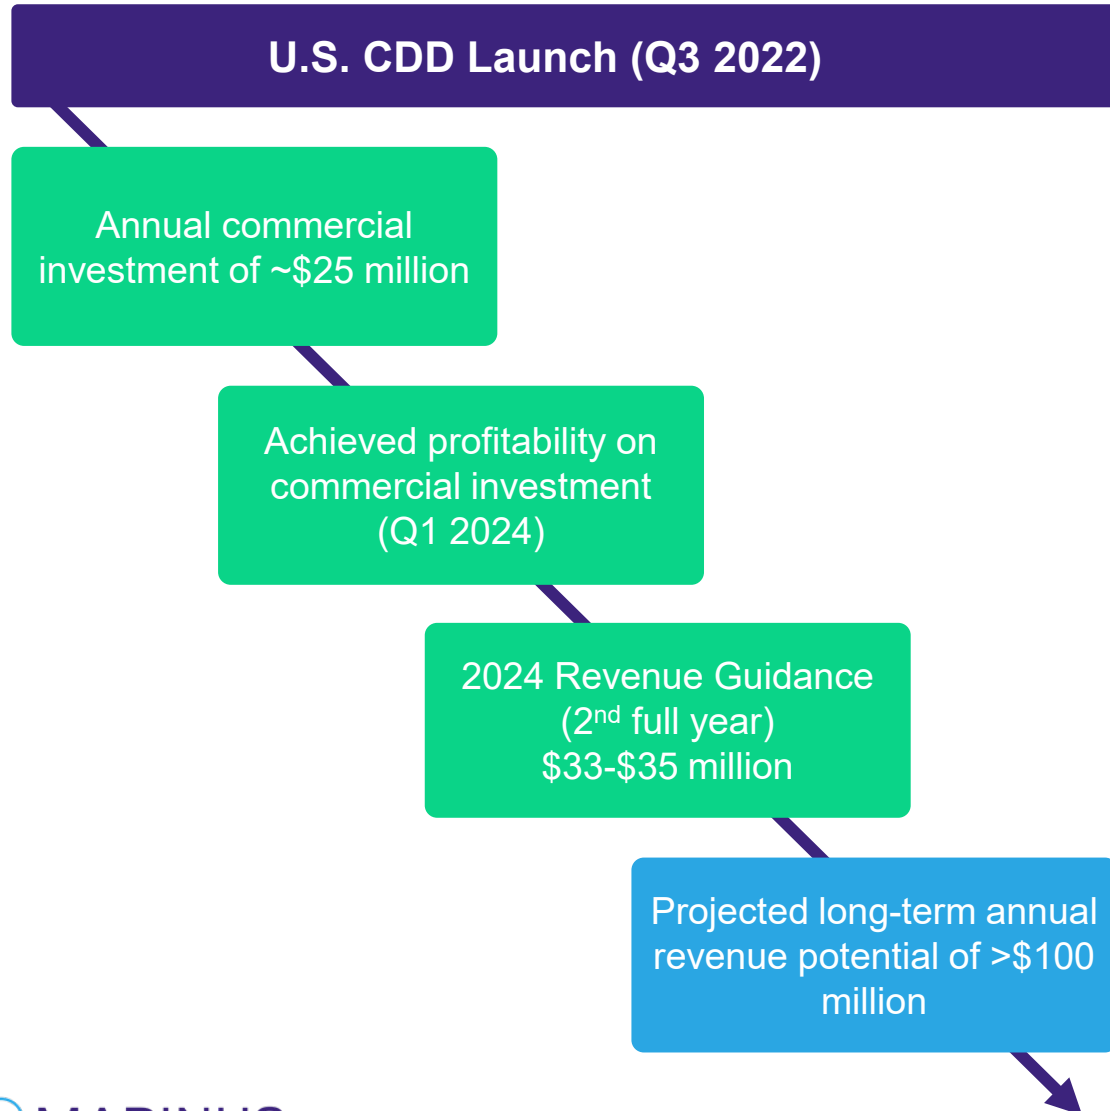 U.S. CDD Launch (Q3 2022)
Annual commercial
investment of ~$25 million
Achieved profitability on
commercial investment
(Q1 2024)
2024 Revenue Guidance
(2nd full year)
$33-$35 million
Projected long-term annual
revenue potential of >$100
million
MARINUS